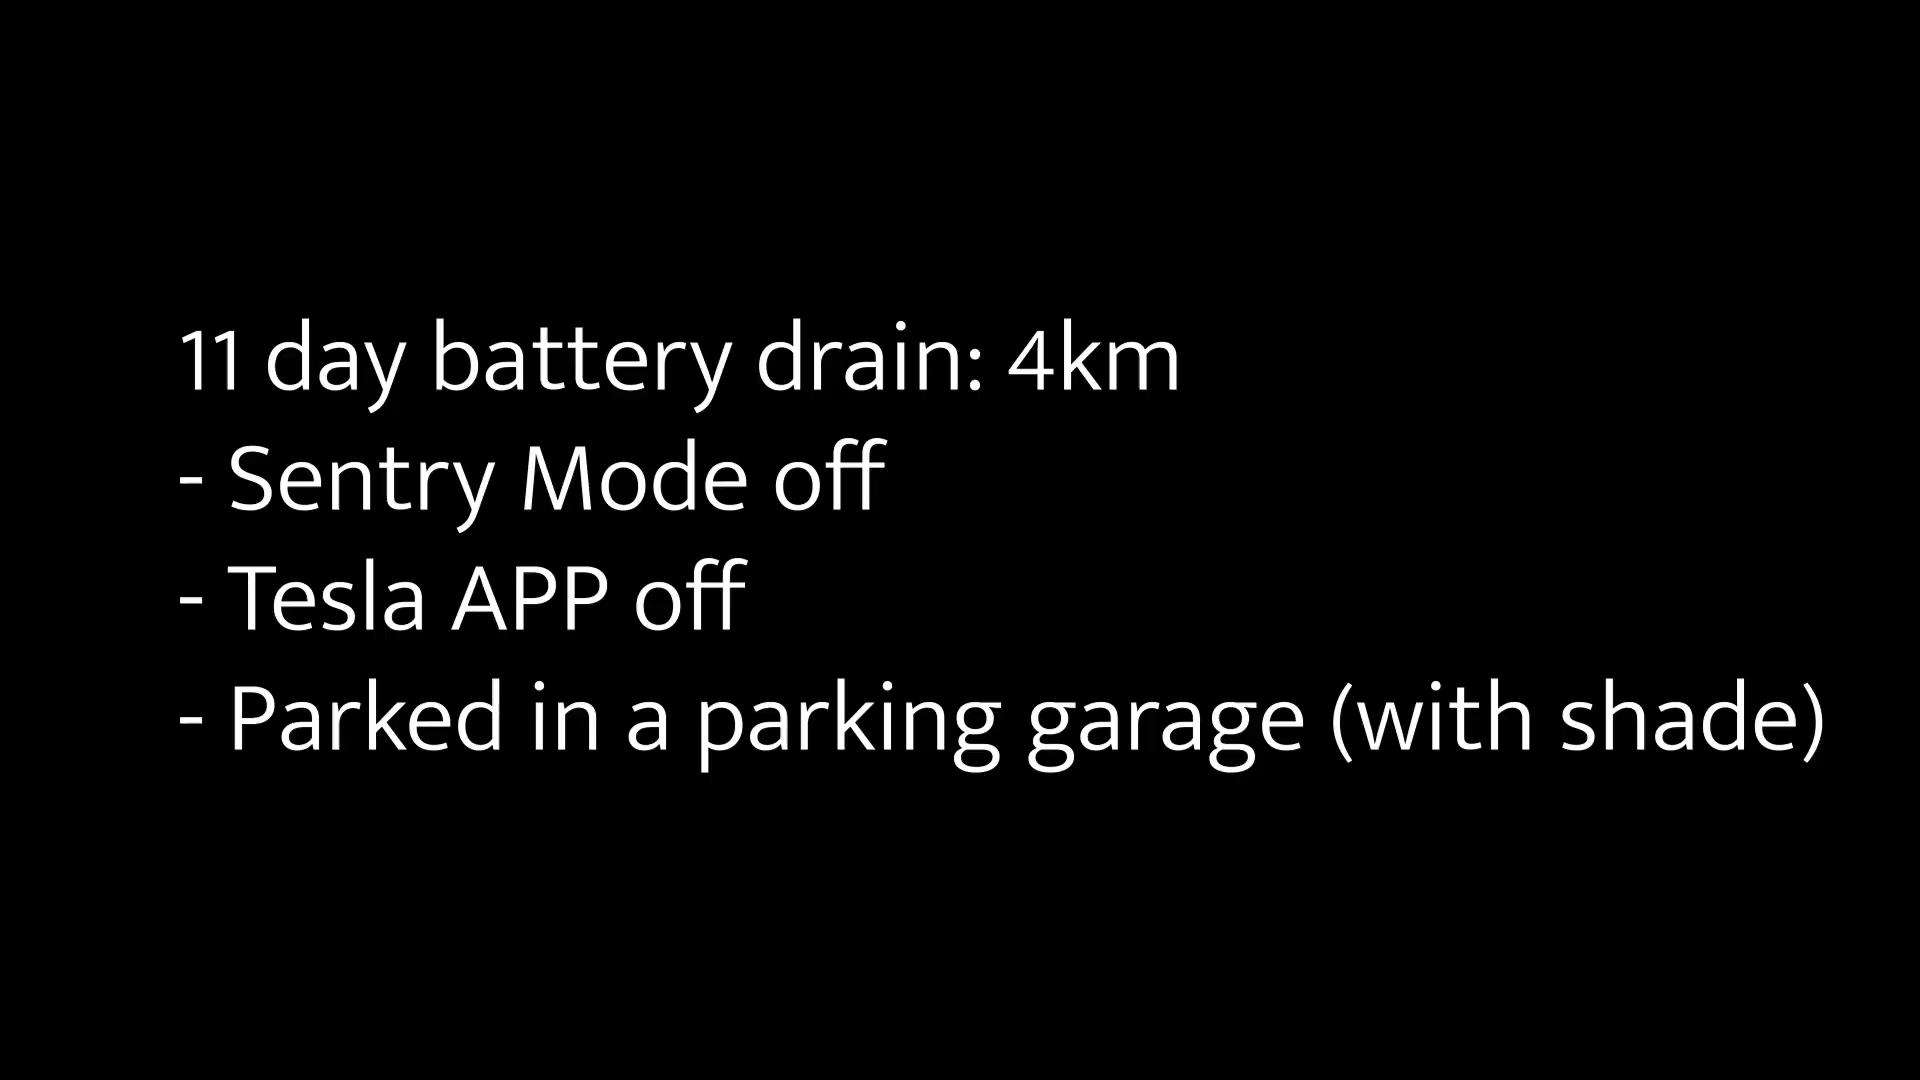 11 day battery drain: 4km
- Sentry Mode off
- Tesla APP off
- Parked in a parking garage (with shade)